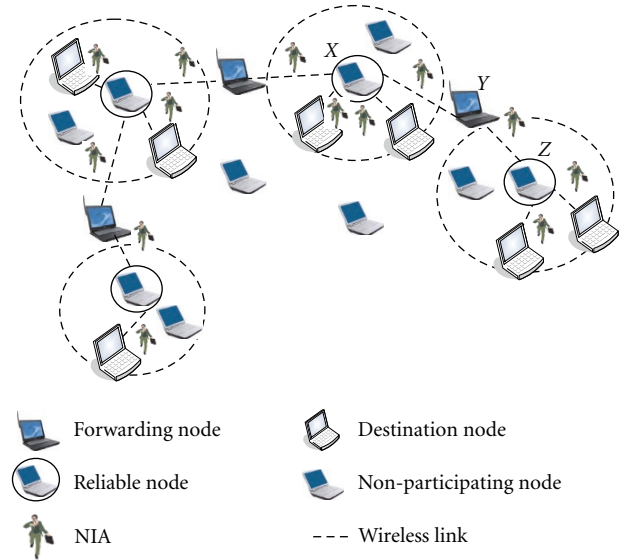 X
Y
Z
Forwarding node
Destination node
Reliable node
Non-participating node
NIA
Wireless link